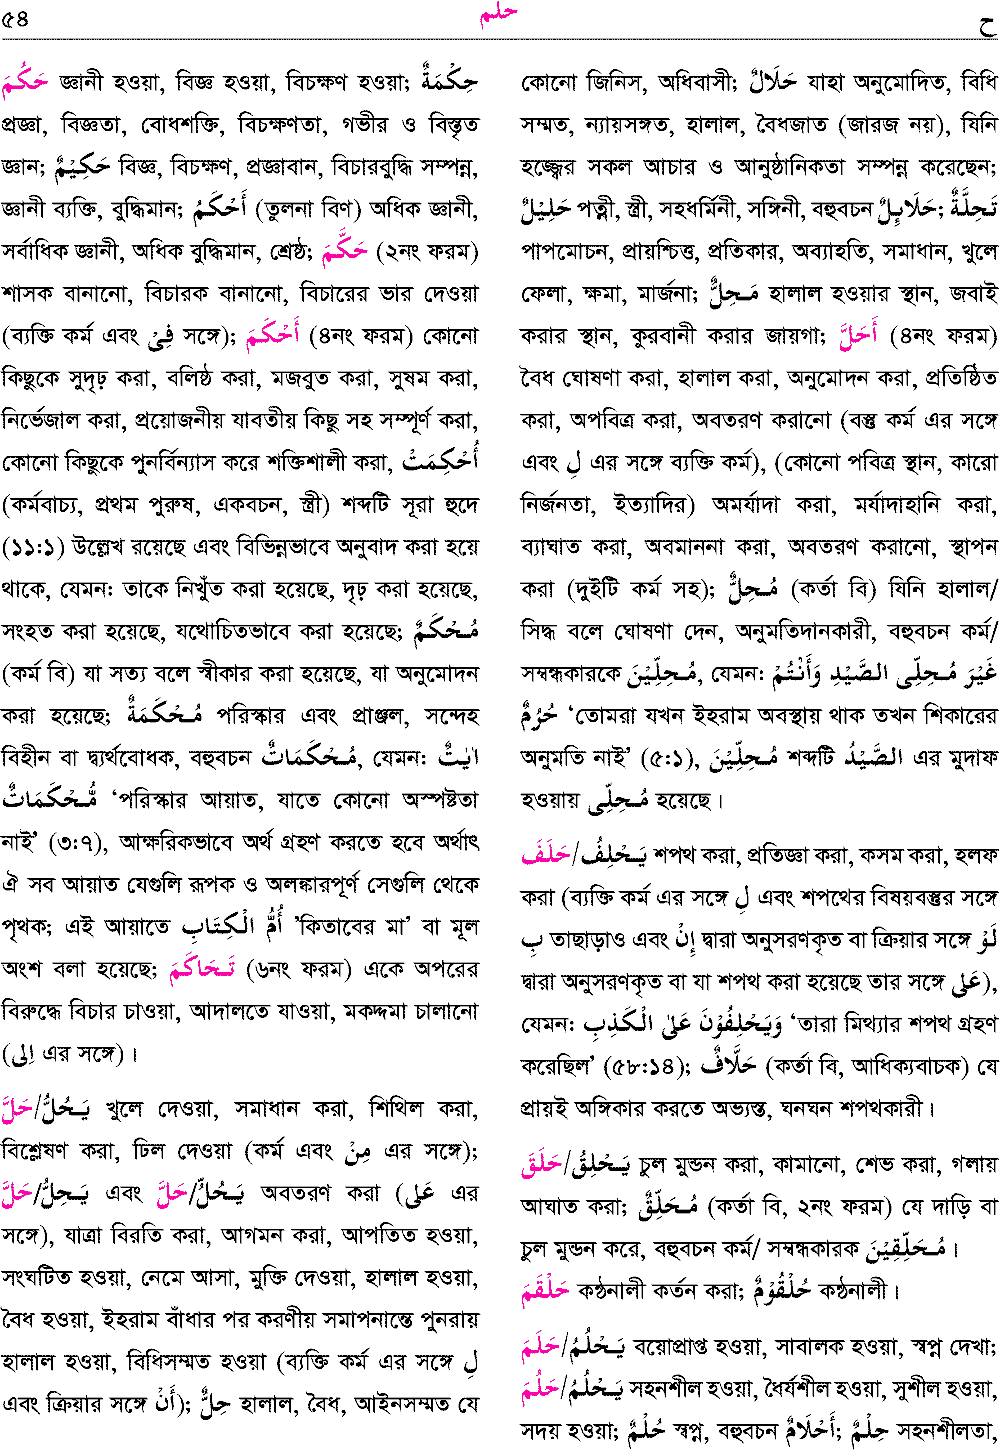 ৫৪ حلم ح
حَكُمَ জ্ঞানী হওয়া, বিজ্ঞ হওয়া, বিচক্ষণ হওয়া; حِكْمَةٌ
প্রজ্ঞা, বিজ্ঞতা, বোধশক্তি, বিচক্ষণতা, গভীর ও বিস্তৃত
জ্ঞান; حَكِيْمٌ বিজ্ঞ, বিচক্ষণ, প্রজ্ঞাবান, বিচারবুদ্ধি সম্পন্ন,
জ্ঞানী ব্যক্তি, বুদ্ধিমান; أَحْكَمُ (তুলনা বিণ) অধিক জ্ঞানী,
সর্বাধিক জ্ঞানী, অধিক বুদ্ধিমান, শ্রেষ্ঠ; حَكَّمَ (২নং ফরম)
শাসক বানানো, বিচারক বানানো, বিচারের ভার দেওয়া
(ব্যক্তি কর্ম এবং فِيْ সঙ্গে); أَحْكَمَ (৪নং ফরম) কোনো
কিছুকে সুদৃঢ় করা, বলিষ্ঠ করা, মজবুত করা, সুষম করা,
নির্ভেজাল করা, প্রয়োজনীয় যাবতীয় কিছু সহ সম্পূর্ণ করা,
কোনো কিছুকে পুনর্বিন্যাস করে শক্তিশালী করা, أُحْكِمَتْ
(কর্মবাচ্য, প্রথম পুরুষ, একবচন, স্ত্রী) শব্দটি সূরা হুদে
(১১:১) উল্লেখ রয়েছে এবং বিভিন্নভাবে অনুবাদ করা হয়ে
থাকে, যেমন: তাকে নিখুঁত করা হয়েছে, দৃঢ় করা হয়েছে,
সংহত করা হয়েছে, যথোচিতভাবে করা হয়েছে; مُحْكَمٌ
(কর্ম বি) যা সত্য বলে স্বীকার করা হয়েছে, যা অনুমোদন
করা হয়েছে; مُحْكَمَةٌ পরিস্কার এবং প্রাঞ্জল, সন্দেহ
বিহীন বা দ্ব্যর্থবোধক, বহুবচন مُحْكَمَاتٌ, যেমন: اٰيٰتٌ
مُّحْكَمَاتٌ ‘পরিস্কার আয়াত, যাতে কোনো অস্পষ্টতা
নাই’ (৩:৭), আক্ষরিকভাবে অর্থ গ্রহণ করতে হবে অর্থাৎ
ঐ সব আয়াত যেগুলি রূপক ও অলঙ্কারপূর্ণ সেগুলি থেকে
পৃথক; এই আয়াতে أُمُّ الْكِتَابِ ’কিতাবের মা’ বা মূল
অংশ বলা হয়েছে; تَحَاكَمَ (৬নং ফরম) একে অপরের
বিরুদ্ধে বিচার চাওয়া, আদালতে যাওয়া, মকদ্দমা চালানো
(اِلٰى এর সঙ্গে)।
حَلَّ/يَحُلُّ খুলে দেওয়া, সমাধান করা, শিথিল করা,
বিশ্লেষণ করা, ঢিল দেওয়া (কর্ম এবং مِنْ এর সঙ্গে);
حَلَّ/يَحِلُّ এবং حَلَّ/يَحُلُّ অবতরণ করা (عَلٰى এর
সঙ্গে), যাত্রা বিরতি করা, আগমন করা, আপতিত হওয়া,
সংঘটিত হওয়া, নেমে আসা, মুক্তি দেওয়া, হালাল হওয়া,
বৈধ হওয়া, ইহরাম বাঁধার পর করণীয় সমাপনান্তে পুনরায়
হালাল হওয়া, বিধিসম্মত হওয়া (ব্যক্তি কর্ম এর সঙ্গে لِ
এবং ক্রিয়ার সঙ্গে أَنْ); حِلٌّ হালাল, বৈধ, আইনসম্মত যে
কোনো জিনিস, অধিবাসী; حَلَالٌ যাহা অনুমোদিত, বিধি
সম্মত, ন্যায়সঙ্গত, হালাল, বৈধজাত (জারজ নয়), যিনি
হজ্জ্বের সকল আচার ও আনুষ্ঠানিকতা সম্পন্ন করেছেন;
حَلِيْلٌ পত্নী, স্ত্রী, সহধর্মিনী, সঙ্গিনী, বহুবচন حَلَائِلٌ; تَحِلَّةٌ
পাপমোচন, প্রায়শ্চিত্ত, প্রতিকার, অব্যাহতি, সমাধান, খুলে
ফেলা, ক্ষমা, মার্জনা; مَحِلٌّ হালাল হওয়ার স্থান, জবাই
করার স্থান, কুরবানী করার জায়গা; أَحَلَّ (৪নং ফরম)
বৈধ ঘোষণা করা, হালাল করা, অনুমোদন করা, প্রতিষ্ঠিত
করা, অপবিত্র করা, অবতরণ করানো (বস্তু কর্ম এর সঙ্গে
এবং لِ এর সঙ্গে ব্যক্তি কর্ম), (কোনো পবিত্র স্থান, কারো
নির্জনতা, ইত্যাদির) অমর্যাদা করা, মর্যাদাহানি করা,
ব্যাঘাত করা, অবমাননা করা, অবতরণ করানো, স্থাপন
করা (দুইটি কর্ম সহ); مُحِلٌّ (কর্তা বি) যিনি হালাল/
সিদ্ধ বলে ঘোষণা দেন, অনুমতিদানকারী, বহুবচন কর্ম/
সম্বন্ধকারকে مُحِلِّيْنَ, যেমন: غَيْرَ مُحِلِّى الصَّيْدِ وَأَنْتُمْ
حُرُمٌ ‘তোমরা যখন ইহরাম অবস্থায় থাক তখন শিকারের
অনুমতি নাই’ (৫:১), مُحِلِّيْنَ শব্দটি الصَّيْدُ এর মুদাফ
হওয়ায় مُحِلِّى হয়েছে।
حَلَفَ/يَحْلِفُ শপথ করা, প্রতিজ্ঞা করা, কসম করা, হলফ
করা (ব্যক্তি কর্ম এর সঙ্গে لِ এবং শপথের বিষয়বস্তুর সঙ্গে
بِ তাছাড়াও এবং إِنْ দ্বারা অনুসরণকৃত বা ক্রিয়ার সঙ্গে لَوْ
দ্বারা অনুসরণকৃত বা যা শপথ করা হয়েছে তার সঙ্গে عَلٰى),
যেমন: وَيَحْلِفُوْنَ عَلَى الْكَذِبِ ‘তারা মিথ্যার শপথ গ্রহণ
করেছিল’ (৫৮:১৪); حَلَّافٌ (কর্তা বি, আধিক্যবাচক) যে
প্রায়ই অঙ্গিকার করতে অভ্যস্ত, ঘনঘন শপথকারী।
حَلَقَ/يَحْلِقُ চুল মুন্ডন করা, কামানো, শেভ করা, গলায়
আঘাত করা; مُحَلِّقٌ (কর্তা বি, ২নং ফরম) যে দাড়ি বা
চুল মুন্ডন করে, বহুবচন কর্ম/ সম্বন্ধকারক مُحَلِّقِيْنَ।
حَلْقَمَ কন্ঠনালী কর্তন করা; حُلْقُوْمٌ কন্ঠনালী।
حَلَمَ/يَحْلُمُ বয়োপ্রাপ্ত হওয়া, সাবালক হওয়া, স্বপ্ন দেখা;
حَلُمَ/يَحْلُمُ সহনশীল হওয়া, ধৈর্যশীল হওয়া, সুশীল হওয়া,
সদয় হওয়া; حُلْمٌ স্বপ্ন, বহুবচন أَحْلَامٌ; حِلْمٌ সহনশীলতা,